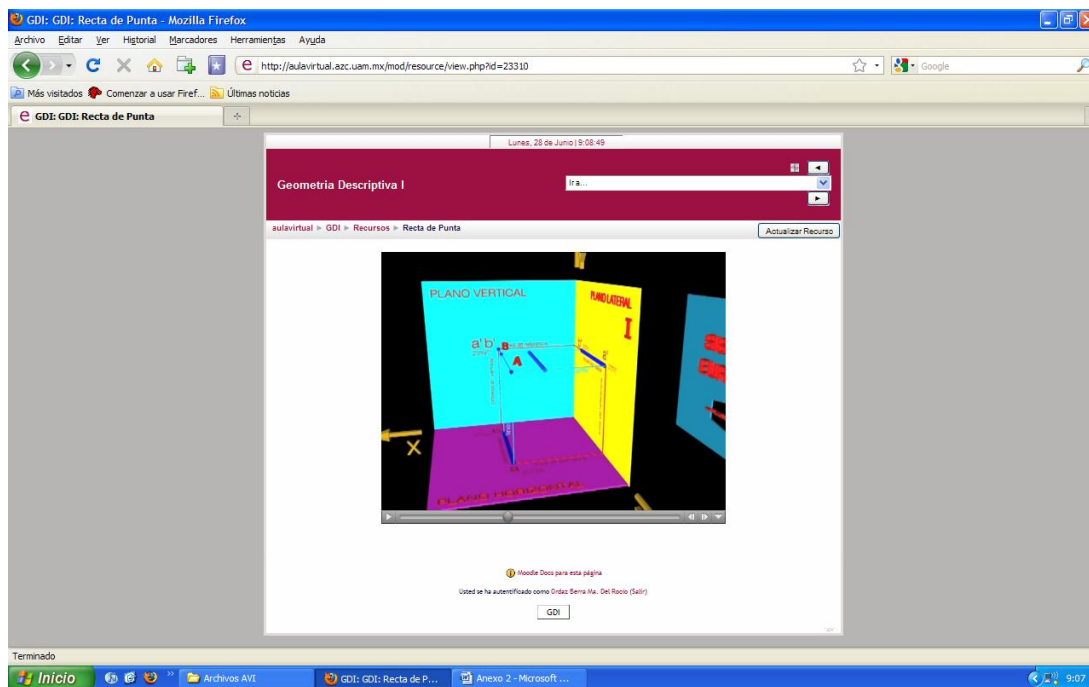 GDI: GDI: Recta de Punta - Mozilla Firefox
Archivo Editar Ver Historial Marcadores Herramientas Ayuda
http://aulavirtual.azc.uam.mx/mod/resource/view.php?id=23310
Google
Más visitados Comenzar a usar Firef... Últimas noticias
GDI: GDI: Recta de Punta
Lunes, 28 de Junio | 9:08:49
Geometria Descriptiva I
Ir a...
aulavirtual ► GDI ► Recursos ► Recta de Punta
Actualizar Recurso
PLANO VERTICAL
PLANO LATERAL
I
a' b' B
A
X
PLANO HORIZONTAL
Moodle Docs para esta página
Usted se ha autentificado como Ordaz Berra Ma. Del Rocio (Salir)
GDI
Terminado
Inicio
Archivos AVI
GDI: GDI: Recta de P...
Anexo 2 - Microsoft ...
9:07